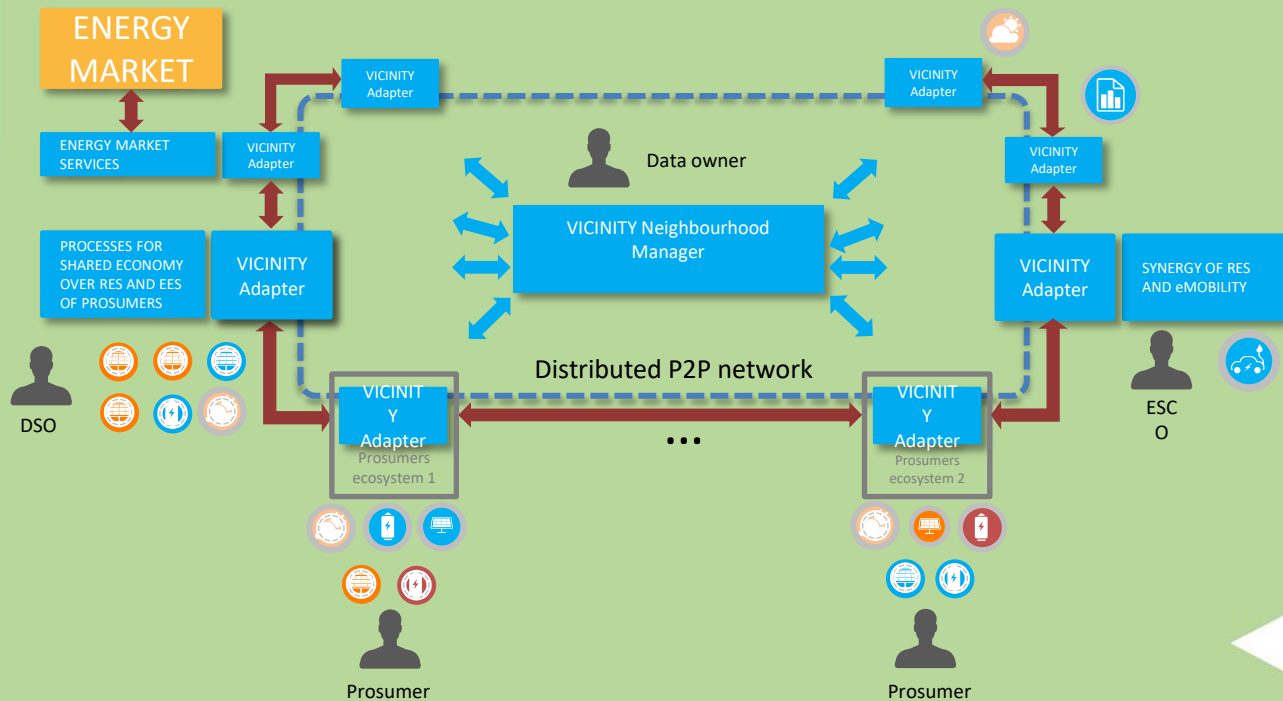 ENERGY
MARKET
VICINITY
Adapter
VICINITY
Adapter
ENERGY MARKET
SERVICES
VICINITY
Adapter
VICINITY
Adapter
Data owner
PROCESSES FOR
SHARED ECONOMY
OVER RES AND EES
OF PROSUMERS
VICINITY
Adapter
VICINITY Neighbourhood
Manager
VICINITY
Adapter
SYNERGY OF RES
AND eMOBILITY
DSO
Distributed P2P network
...
VICINIT
Y
Adapter
Prosumers
ecosystem 1
VICINIT
Y
Adapter
Prosumers
ecosystem 2
ESC
O
Prosumer
Prosumer